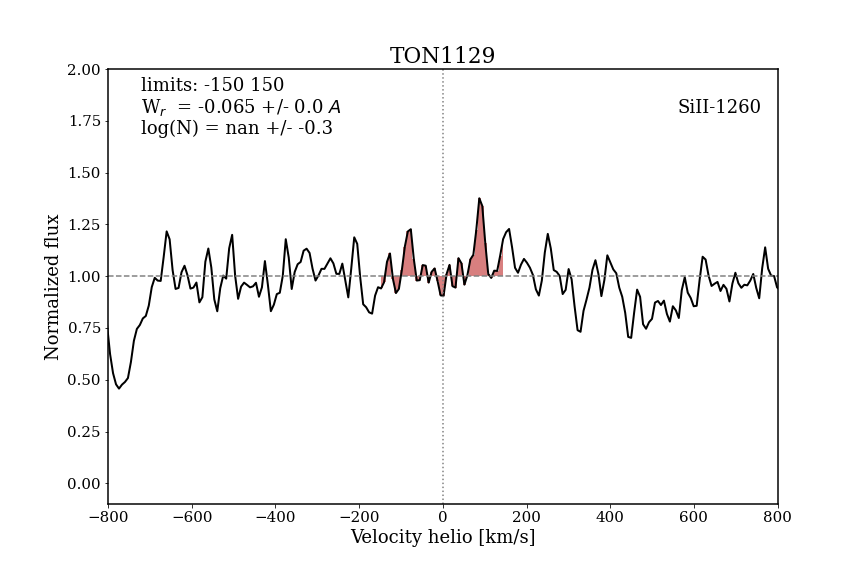 TON1129
limits: -150 150
Wr = -0.065 +/- 0.0 A
log(N) = nan +/- -0.3
SiII-1260
Normalized flux
2.00
1.75
1.50
1.25
1.00
0.75
0.50
0.25
0.00
−800 −600 −400 −200 0 200 400 600 800
Velocity helio [km/s]